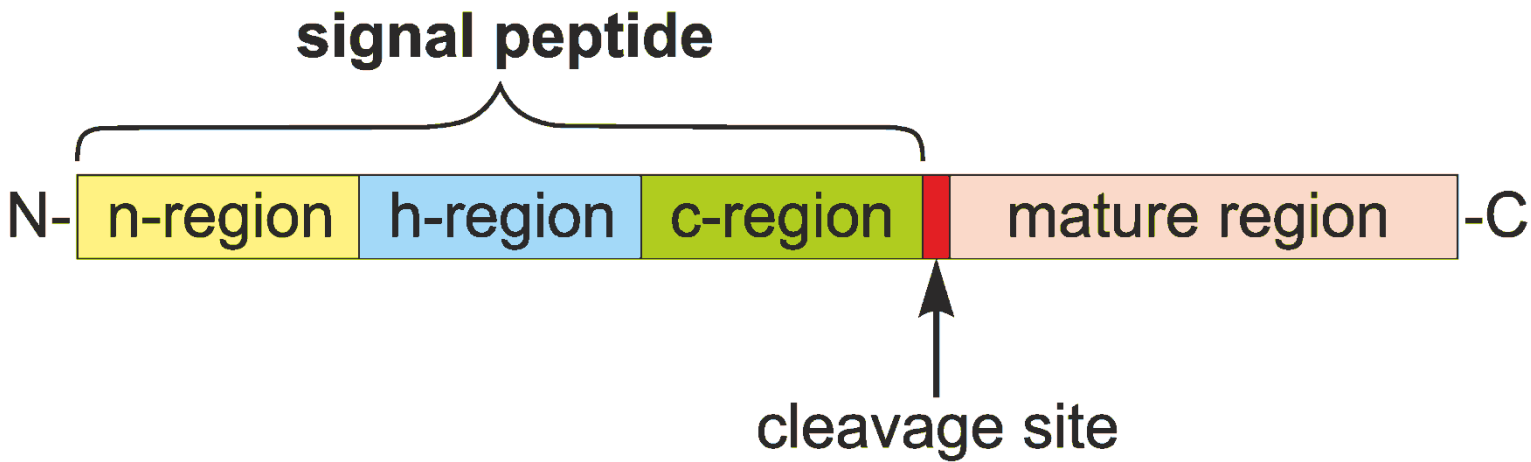 signal peptide
N- n-region h-region c-region mature region -C
cleavage site